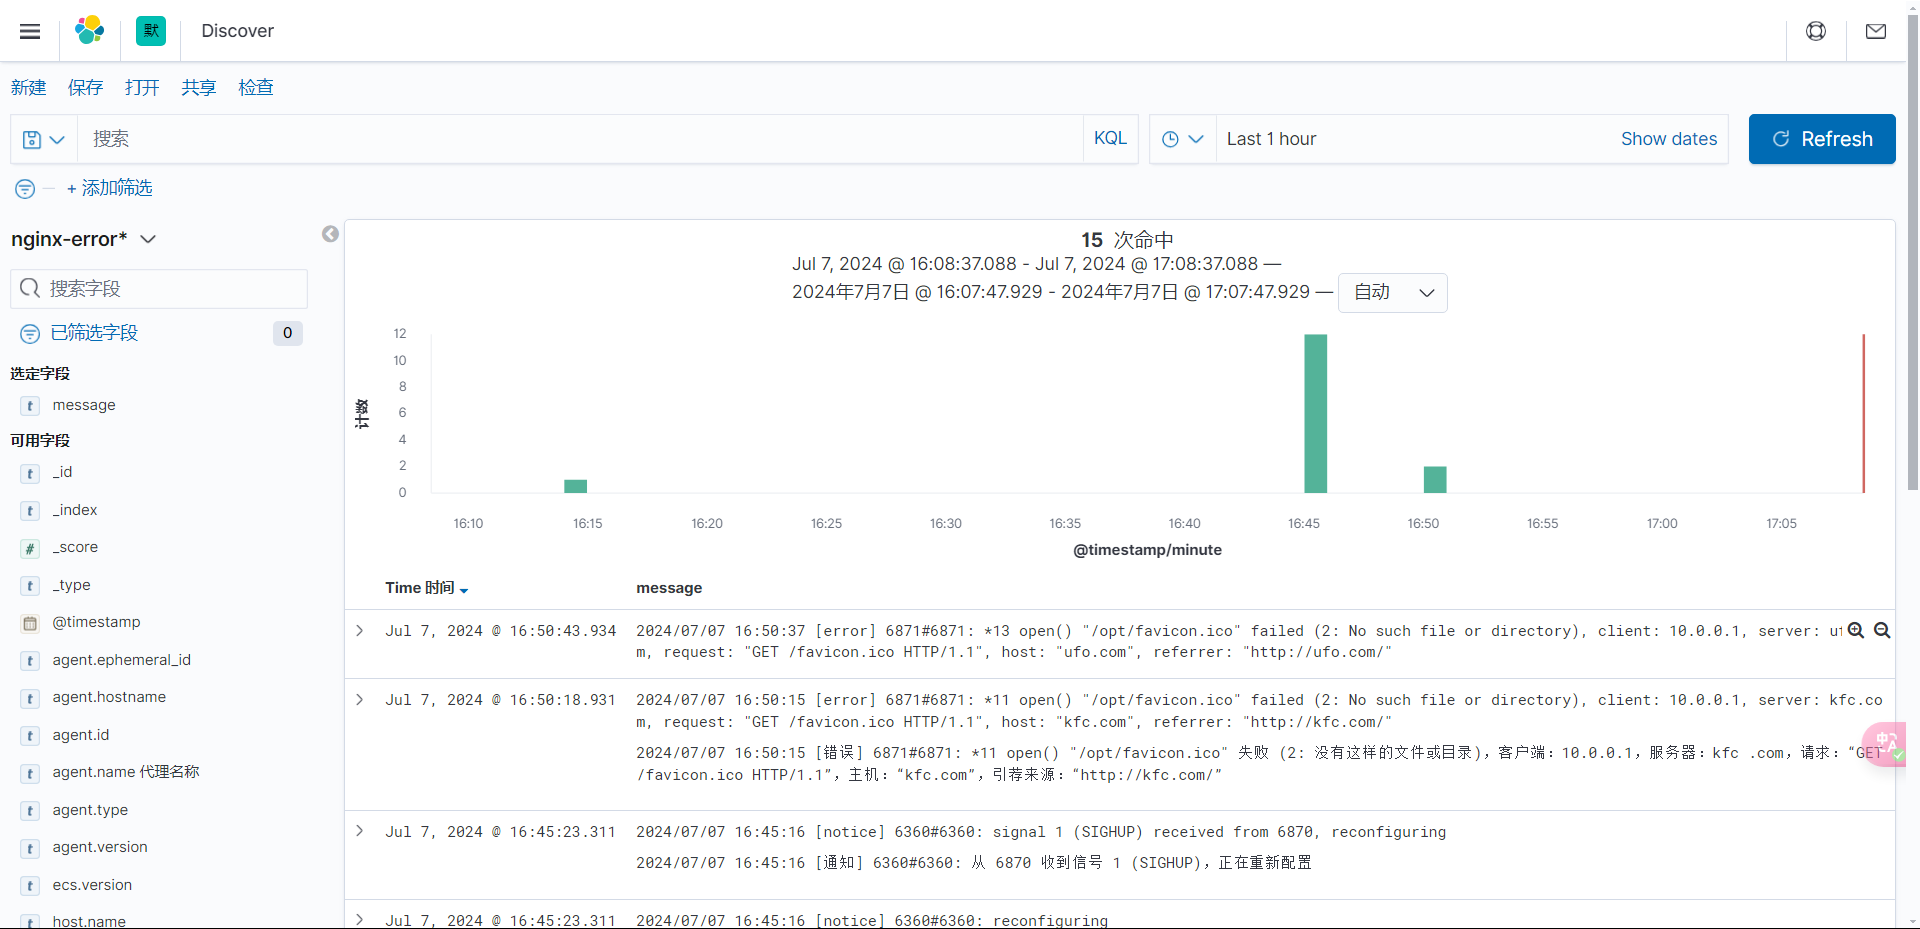 默
Discover
新建 保存 打开 共享 检查
搜索 KQL Last 1 hour Show dates Refresh
+ 添加筛选
nginx-error*
搜索字段
已筛选字段 0
选定字段
t message
可用字段
t _id
t _index
# _score
t _type
@timestamp
t agent.ephemeral_id
t agent.hostname
t agent.id
t agent.name 代理名称
t agent.type
t agent.version
t ecs.version
t host.name
15 次命中
Jul 7, 2024 @ 16:08:37.088 - Jul 7, 2024 @ 17:08:37.088 —
2024年7月7日 @ 16:07:47.929 - 2024年7月7日 @ 17:07:47.929 — 自动
12
10
8
6
4
2
0
计数
16:10 16:15 16:20 16:25 16:30 16:35 16:40 16:45 16:50 16:55 17:00 17:05
@timestamp/minute
Time 时间 message
Jul 7, 2024 @ 16:50:43.934 2024/07/07 16:50:37 [error] 6871#6871: *13 open() "/opt/favicon.ico" failed (2: No such file or directory), client: 10.0.0.1, server: uf
m, request: "GET /favicon.ico HTTP/1.1", host: "ufo.com", referrer: "http://ufo.com/"
Jul 7, 2024 @ 16:50:18.931 2024/07/07 16:50:15 [error] 6871#6871: *11 open() "/opt/favicon.ico" failed (2: No such file or directory), client: 10.0.0.1, server: kfc.co
m, request: "GET /favicon.ico HTTP/1.1", host: "kfc.com", referrer: "http://kfc.com/"
2024/07/07 16:50:15 [错误] 6871#6871: *11 open() "/opt/favicon.ico" 失败 (2: 没有这样的文件或目录)，客户端：10.0.0.1，服务器：kfc .com，请求：“GET
/favicon.ico HTTP/1.1”，主机：“kfc.com”，引荐来源：“http://kfc.com/”
Jul 7, 2024 @ 16:45:23.311 2024/07/07 16:45:16 [notice] 6360#6360: signal 1 (SIGHUP) received from 6870, reconfiguring
2024/07/07 16:45:16 [通知] 6360#6360: 从 6870 收到信号 1 (SIGHUP)，正在重新配置
Jul 7, 2024 @ 16:45:23.311 2024/07/07 16:45:16 [notice] 6360#6360: reconfiguring
中A